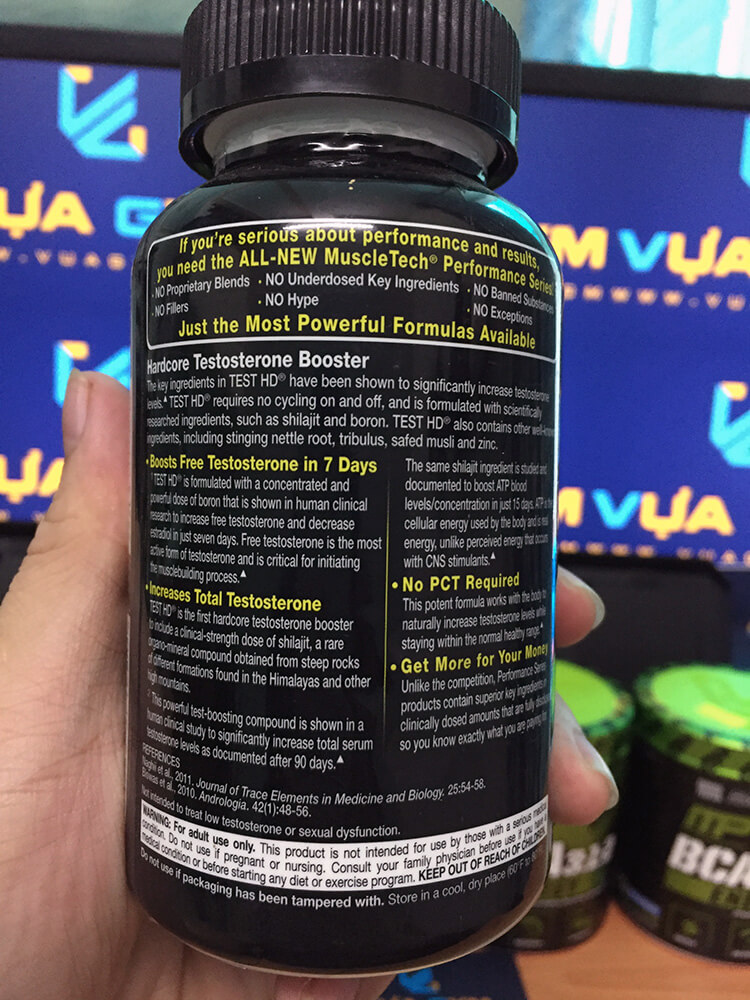 ỰA G
WWW.VUAG
M VỰA
If you're serious about performance and results,
you need the ALL-NEW MuscleTech® Performance Series!
• NO Proprietary Blends • NO Underdosed Key Ingredients • NO Banned Substances
• NO Fillers • NO Hype • NO Exceptions
Just the Most Powerful Formulas Available
Hardcore Testosterone Booster
The key ingredients in TEST HD® have been shown to significantly increase testosterone
levels.▲ TEST HD® requires no cycling on and off, and is formulated with scientifically
researched ingredients, such as shilajit and boron. TEST HD® also contains other well-known
ingredients, including stinging nettle root, tribulus, safed musli and zinc.
• Boosts Free Testosterone in 7 Days
TEST HD® is formulated with a concentrated and
powerful dose of boron that is shown in human clinical
research to increase free testosterone and decrease
estradiol in just seven days. Free testosterone is the most
active form of testosterone and is critical for initiating
the musclebuilding process.▲
• Increases Total Testosterone
TEST HD® is the first hardcore testosterone booster
to include a clinical-strength dose of shilajit, a rare
organo-mineral compound obtained from steep rocks
of different formations found in the Himalayas and other
high mountains.
This powerful test-boosting compound is shown in a
human clinical study to significantly increase total serum
testosterone levels as documented after 90 days.▲
The same shilajit ingredient is studied and
documented to boost ATP blood
levels/concentration in just 15 days. ATP is the
cellular energy used by the body and is real
energy, unlike perceived energy that occurs
with CNS stimulants.▲
• No PCT Required
This potent formula works with the body to
naturally increase testosterone levels while
staying within the normal healthy range.▲
• Get More for Your Money
Unlike the competition, Performance Series
products contain superior key ingredients in
clinically dosed amounts that are fully disclosed
so you know exactly what you are paying
REFERENCES
Naghii et al., 2011. Journal of Trace Elements in Medicine and Biology. 25:54-58.
Biswas et al., 2010. Andrologia. 42(1):48-56.
Not intended to treat low testosterone or sexual dysfunction.
WARNING: For adult use only. This product is not intended for use by those with a serious medical
condition. Do not use if pregnant or nursing. Consult your family physician before use if you have a
medical condition or before starting any diet or exercise program. KEEP OUT OF REACH OF CHILDREN.
Do not use if packaging has been tampered with. Store in a cool, dry place (60°F to 80
MP
BCA